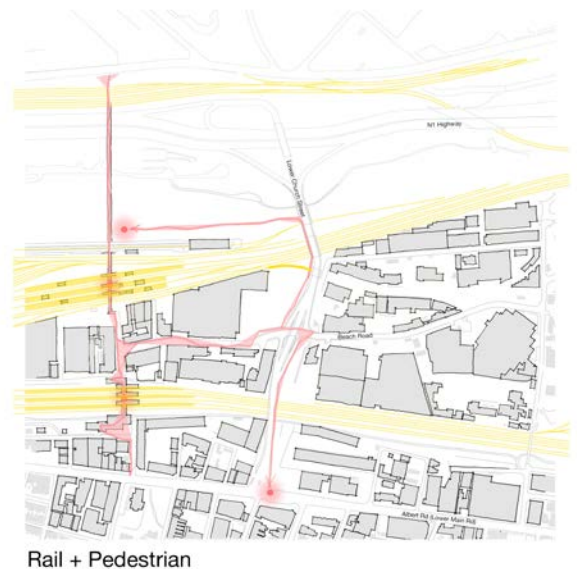 N1 Highway
Lower Church Street
Beach Road
Albert Rd (Lower Main Rd)
Rail + Pedestrian